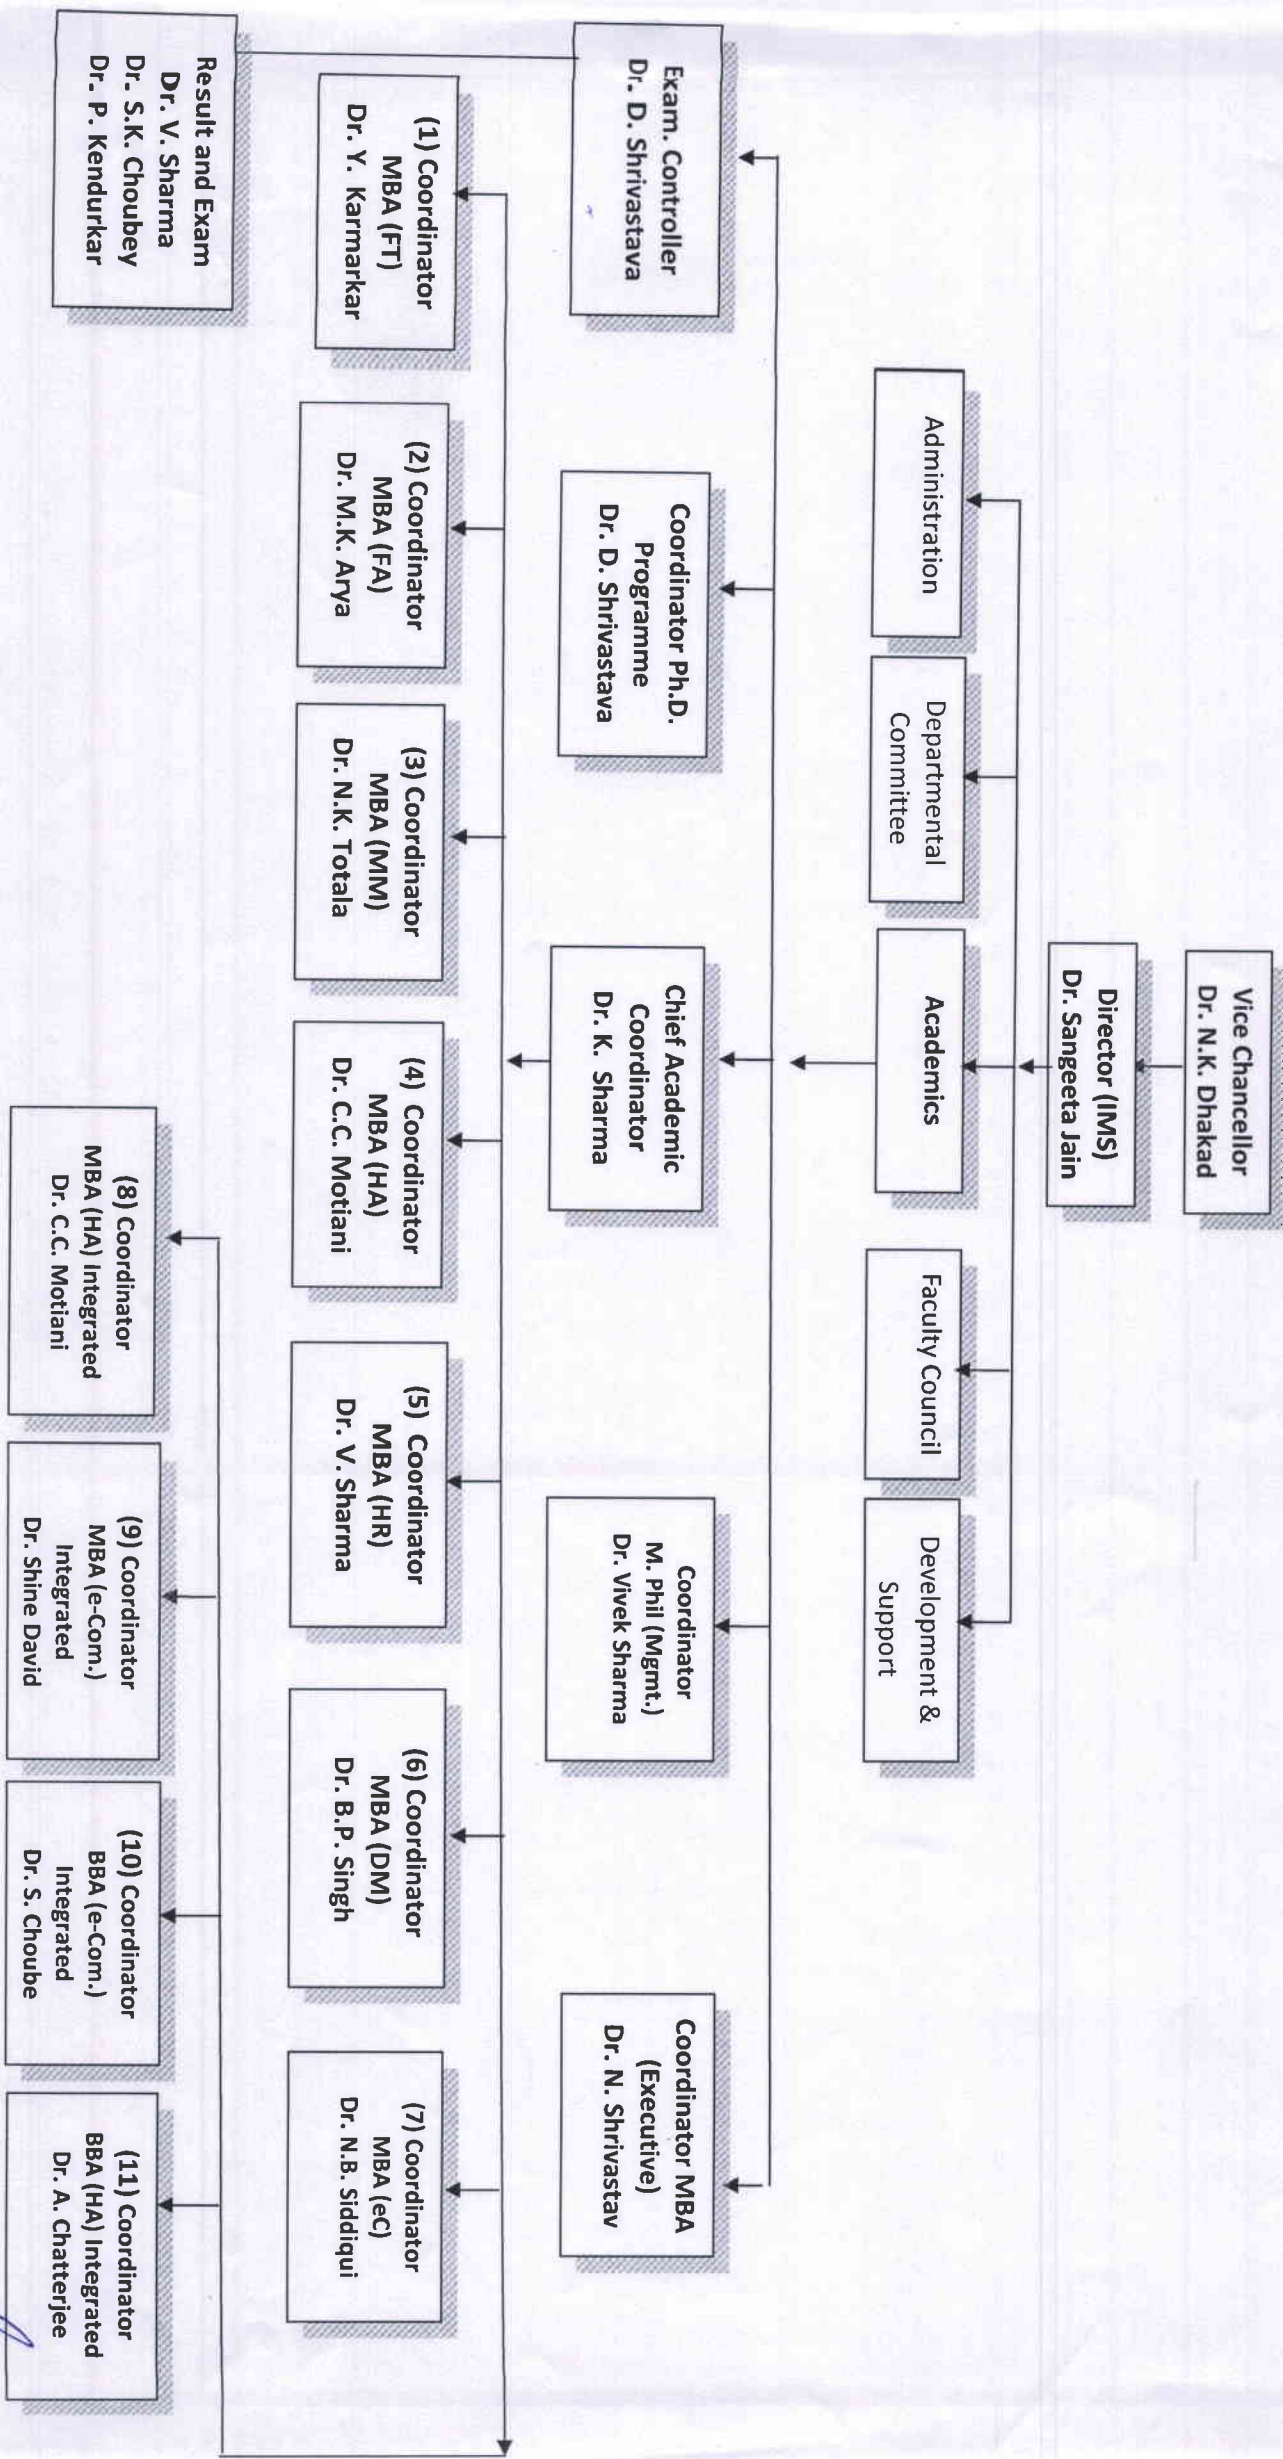 Vice Chancellor
Dr. N.K. Dhakad
Director (IMS)
Dr. Sangeeta Jain
Administration
Departmental
Committee
Academics
Faculty Council
Development &
Support
Exam. Controller
Dr. D. Shrivastava
Coordinator Ph.D.
Programme
Dr. D. Shrivastava
Chief Academic
Coordinator
Dr. K. Sharma
Coordinator
M. Phil (Mgmt.)
Dr. Vivek Sharma
Coordinator MBA
(Executive)
Dr. N. Shrivastav
(1) Coordinator
MBA (FT)
Dr. Y. Karmarkar
(2) Coordinator
MBA (FA)
Dr. M.K. Arya
(3) Coordinator
MBA (MM)
Dr. N.K. Totala
(4) Coordinator
MBA (HA)
Dr. C.C. Motiani
(5) Coordinator
MBA (HR)
Dr. V. Sharma
(6) Coordinator
MBA (DM)
Dr. B.P. Singh
(7) Coordinator
MBA (eC)
Dr. N.B. Siddiqui
Result and Exam
Dr. V. Sharma
Dr. S.K. Choubey
Dr. P. Kendurkar
(8) Coordinator
MBA (HA) Integrated
Dr. C.C. Motiani
(9) Coordinator
MBA (e-Com.)
Integrated
Dr. Shine David
(10) Coordinator
BBA (e-Com.)
Integrated
Dr. S. Choube
(11) Coordinator
BBA (HA) Integrated
Dr. A. Chatterjee